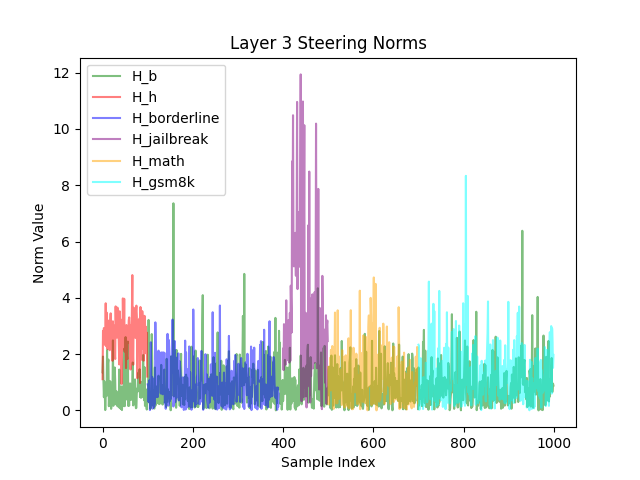 Layer 3 Steering Norms
H_b
H_h
H_borderline
H_jailbreak
H_math
H_gsm8k
12
10
8
6
4
2
0
Norm Value
0
200
400
600
800
1000
Sample Index